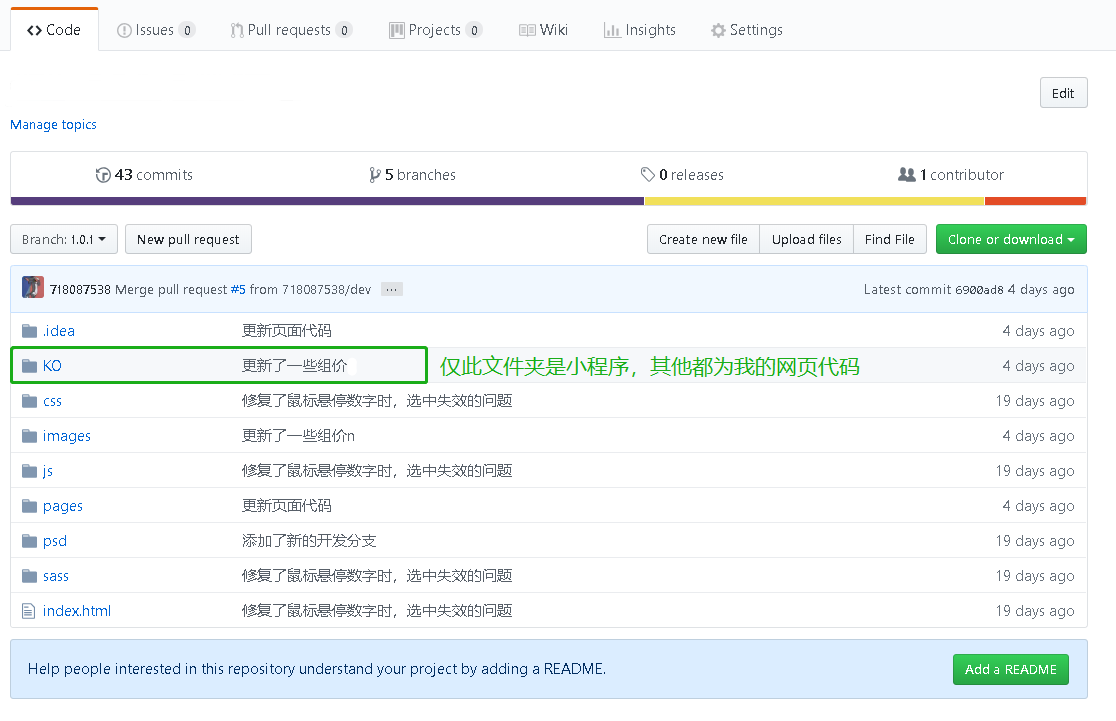 Code Issues 0 Pull requests 0 Projects 0 Wiki Insights Settings
Edit
Manage topics
43 commits 5 branches 0 releases 1 contributor
Branch: 1.0.1 New pull request Create new file Upload files Find File Clone or download
718087538 Merge pull request #5 from 718087538/dev ... Latest commit 6900ad8 4 days ago
.idea 更新页面代码 4 days ago
KO 更新了一些组价 仅此文件夹是小程序，其他都为我的网页代码 4 days ago
css 修复了鼠标悬停数字时，选中失效的问题 19 days ago
images 更新了一些组价n 4 days ago
js 修复了鼠标悬停数字时，选中失效的问题 19 days ago
pages 更新页面代码 4 days ago
psd 添加了新的开发分支 19 days ago
sass 修复了鼠标悬停数字时，选中失效的问题 19 days ago
index.html 修复了鼠标悬停数字时，选中失效的问题 19 days ago
Help people interested in this repository understand your project by adding a README. Add a README